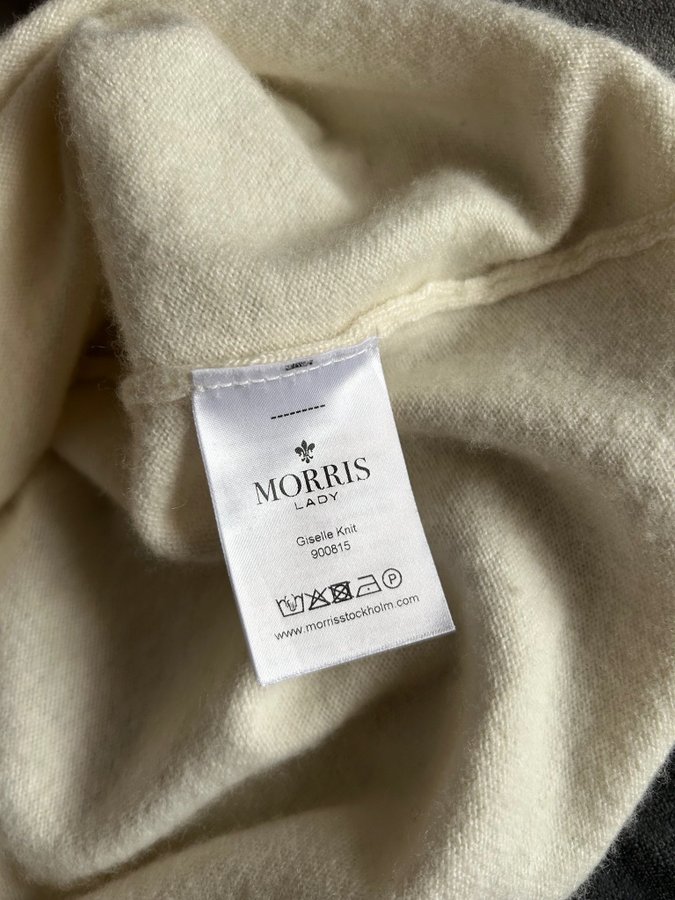 ---------
MORRIS
LADY
Giselle Knit
900815
P
www.morrisstockholm.com